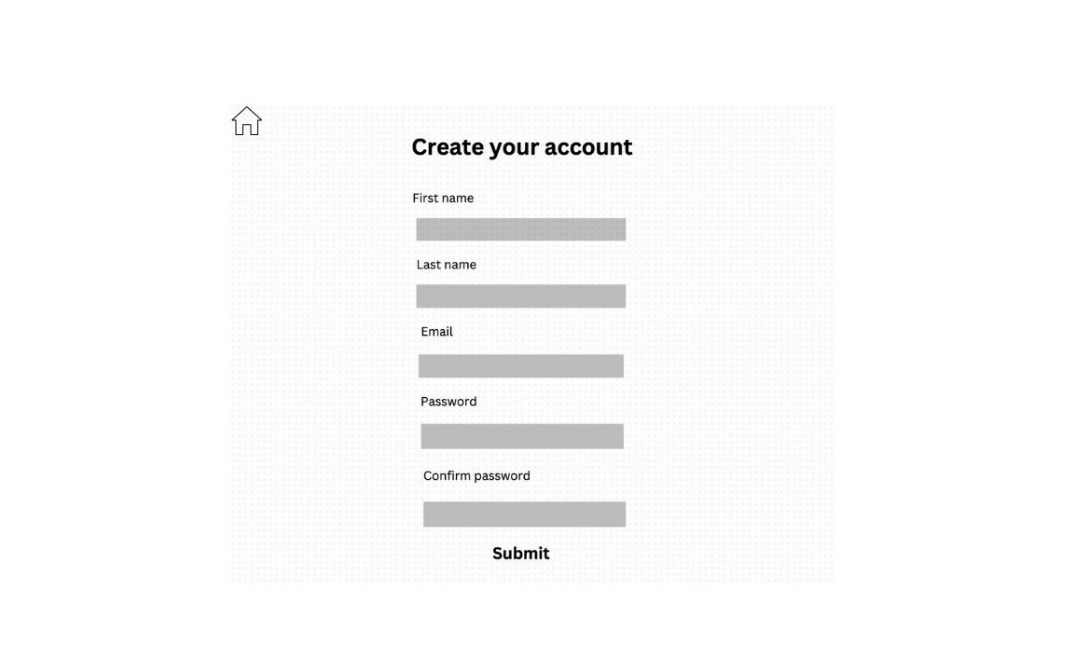 Create your account
First name
Last name
Email
Password
Confirm password
Submit